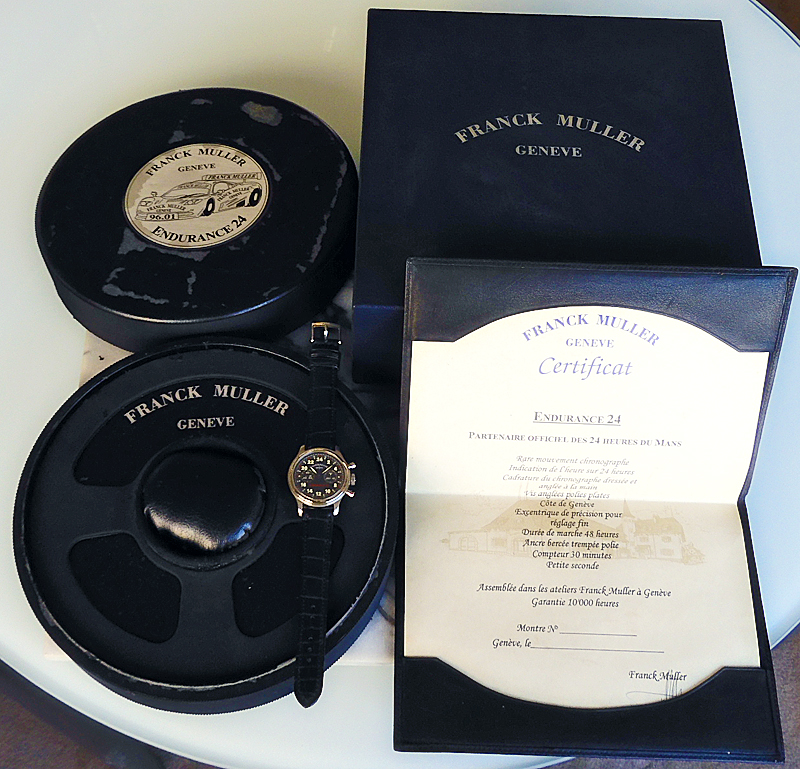 FRANCK MULLER
GENEVE
FRANCK MULLER
96.01
ENDURANCE 24
FRANCK MULLER
GENEVE
FRANCK MULLER
GENEVE
FRANCK MULLER
GENEVE
Certificat
ENDURANCE 24
PARTENAIRE OFFICIEL DES 24 HEURES DU MANS
Rare mouvement chronographe
Indication de l'heure sur 24 heures
Cadrature du chronographe dressée et
anglée à la main
Vis anglées polies plates
Côte de Genève
Excentrique de précision pour
réglage fin
Durée de marche 48 heures
Ancre bercée trempée polie
Compteur 30 minutes
Petite seconde
Assemblée dans les ateliers Franck Muller à Genève
Garantie 10'000 heures
Montre N°
Genève, le
Franck Muller